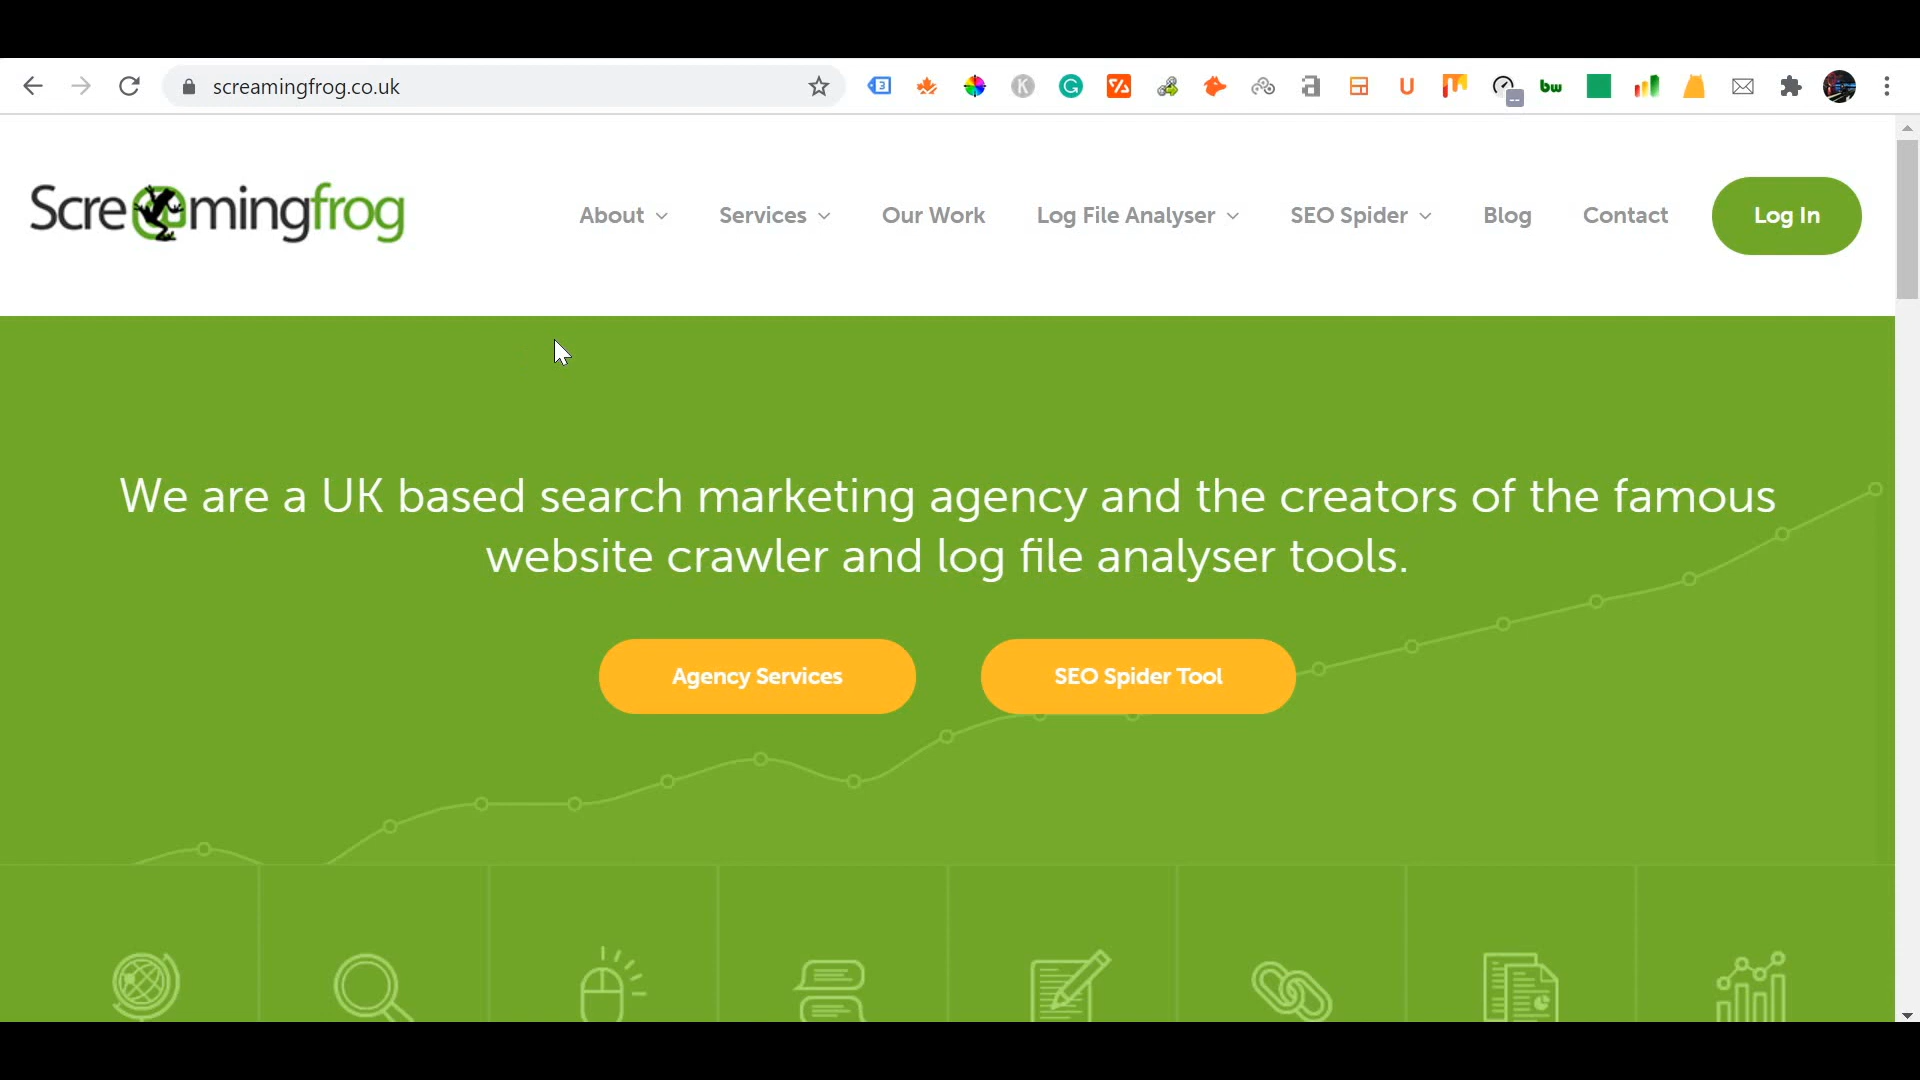 screamingfrog.co.uk
Screamingfrog
About
Services
Our Work
Log File Analyser
SEO Spider
Blog
Contact
Log In
We are a UK based search marketing agency and the creators of the famous
website crawler and log file analyser tools.
Agency Services
SEO Spider Tool